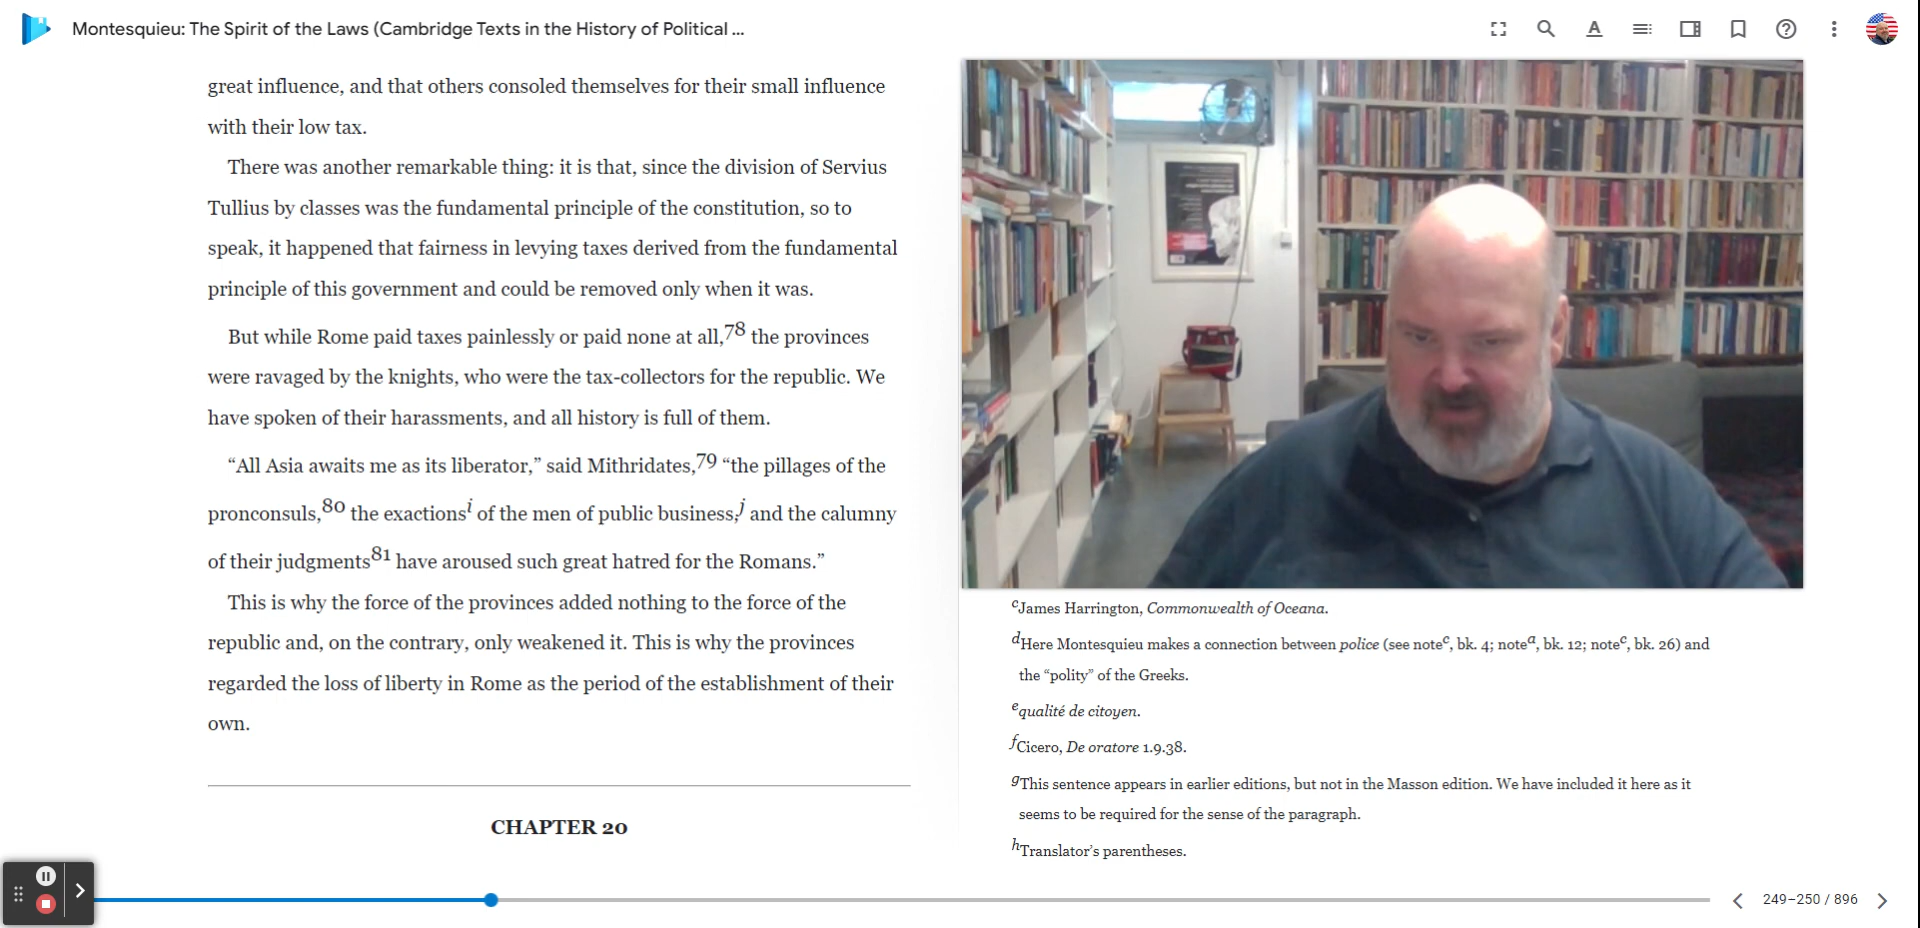 Montesquieu: The Spirit of the Laws (Cambridge Texts in the History of Political ...
great influence, and that others consoled themselves for their small influence
with their low tax.
There was another remarkable thing: it is that, since the division of Servius
Tullius by classes was the fundamental principle of the constitution, so to
speak, it happened that fairness in levying taxes derived from the fundamental
principle of this government and could be removed only when it was.
But while Rome paid taxes painlessly or paid none at all,78 the provinces
were ravaged by the knights, who were the tax-collectors for the republic. We
have spoken of their harassments, and all history is full of them.
“All Asia awaits me as its liberator,” said Mithridates,79 “the pillages of the
pronconsuls,80 the exactionsi of the men of public business,j and the calumny
of their judgments81 have aroused such great hatred for the Romans.”
This is why the force of the provinces added nothing to the force of the
republic and, on the contrary, only weakened it. This is why the provinces
regarded the loss of liberty in Rome as the period of the establishment of their
own.
CHAPTER 20
cJames Harrington, Commonwealth of Oceana.
dHere Montesquieu makes a connection between police (see notec, bk. 4; notea, bk. 12; notec, bk. 26) and
the “polity” of the Greeks.
equalité de citoyen.
fCicero, De oratore 1.9.38.
gThis sentence appears in earlier editions, but not in the Masson edition. We have included it here as it
seems to be required for the sense of the paragraph.
hTranslator’s parentheses.
249–250 / 896